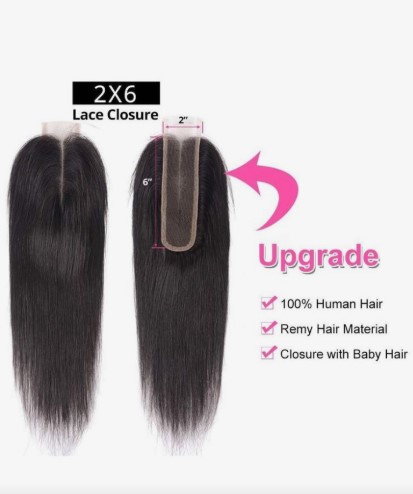 2X6
Lace Closure
2"
6"
Upgrade
100% Human Hair
Remy Hair Material
Closure with Baby Hair